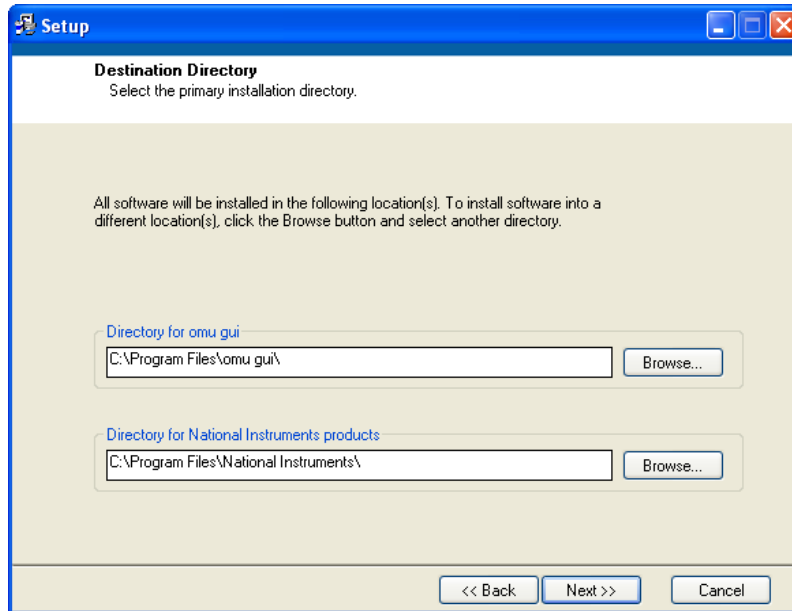 Setup
Destination Directory
Select the primary installation directory.
All software will be installed in the following location(s). To install software into a
different location(s), click the Browse button and select another directory.
Directory for omu gui
C:\Program Files\omu gui\
Browse...
Directory for National Instruments products
C:\Program Files\National Instruments\
Browse...
<< Back
Next >>
Cancel